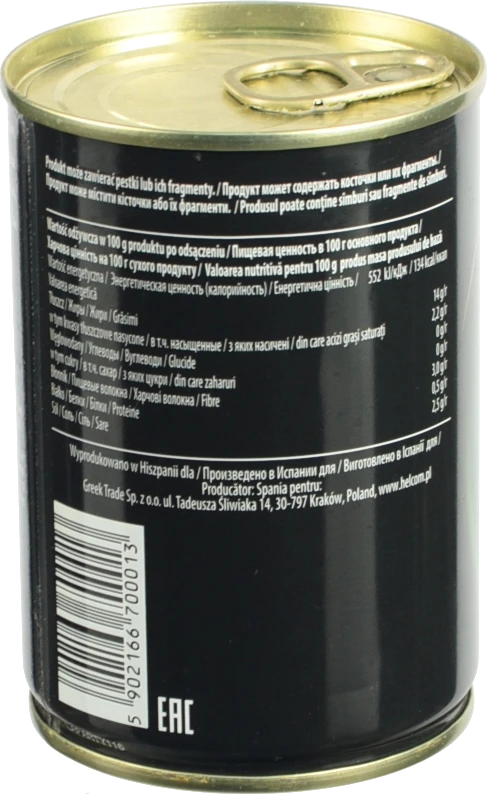 Produkt może zawierać pestki lub ich fragmenty. / Продукт может содержать косточки или их фрагменты. /
Продукт може містити кісточки або їх фрагменти. / Produsul poate conține simburi sau fragmente de simburi.
Wartość odżywcza w 100 g produktu po odsączeniu / Пищевая ценность в 100 г основного продукта /
Харчова цінність на 100 г сухого продукту / Valoarea nutritivă pentru 100 g produs masa produsului de bază
Wartość energetyczna / Энергетическая ценность (калорийность) / Енергетична цінність / 552 kJ/кДж / 134 kcal/ккал
Valoarea energetică
Tłuszcz / Жиры / Жири / Grăsimi 14 g/г
w tym kwasy tłuszczowe nasycone / в т.ч. насыщенные / з яких насичені / din care acizi grași saturați 2,2 g/г
Węglowodany / Углеводы / Вуглеводи / Glucide 0 g/г
w tym cukry / в т.ч. сахар / з яких цукри / din care zaharuri 0 g/г
Błonnik / Пищевые волокна / Харчові волокна / Fibre 3,0 g/г
Białko / Белки / Білки / Proteine 0,5 g/г
Sól / Соль / Сіль / Sare 2,5 g/г
Wyprodukowano w Hiszpanii dla / Произведено в Испании для / Виготовлено в Іспанії для /
Producător: Spania pentru:
Greek Trade Sp. z o.o. ul. Tadeusza Śliwiaka 14, 30-797 Kraków, Poland, www.helcom.pl
5 902166 700013
EAC